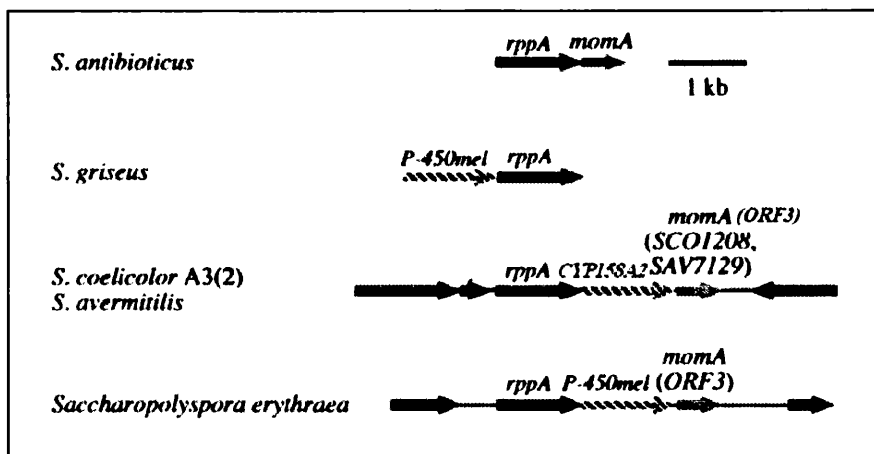 rppA momA
S. antibioticus
1 kb
P-450mel rppA
S. griseus
momA (ORF3)
(SCO1208,
rppA CYP158A2 SAV7129)
S. coelicolor A3(2)
S. avermitilis
momA
rppA P-450mel (ORF3)
Saccharopolyspora erythraea